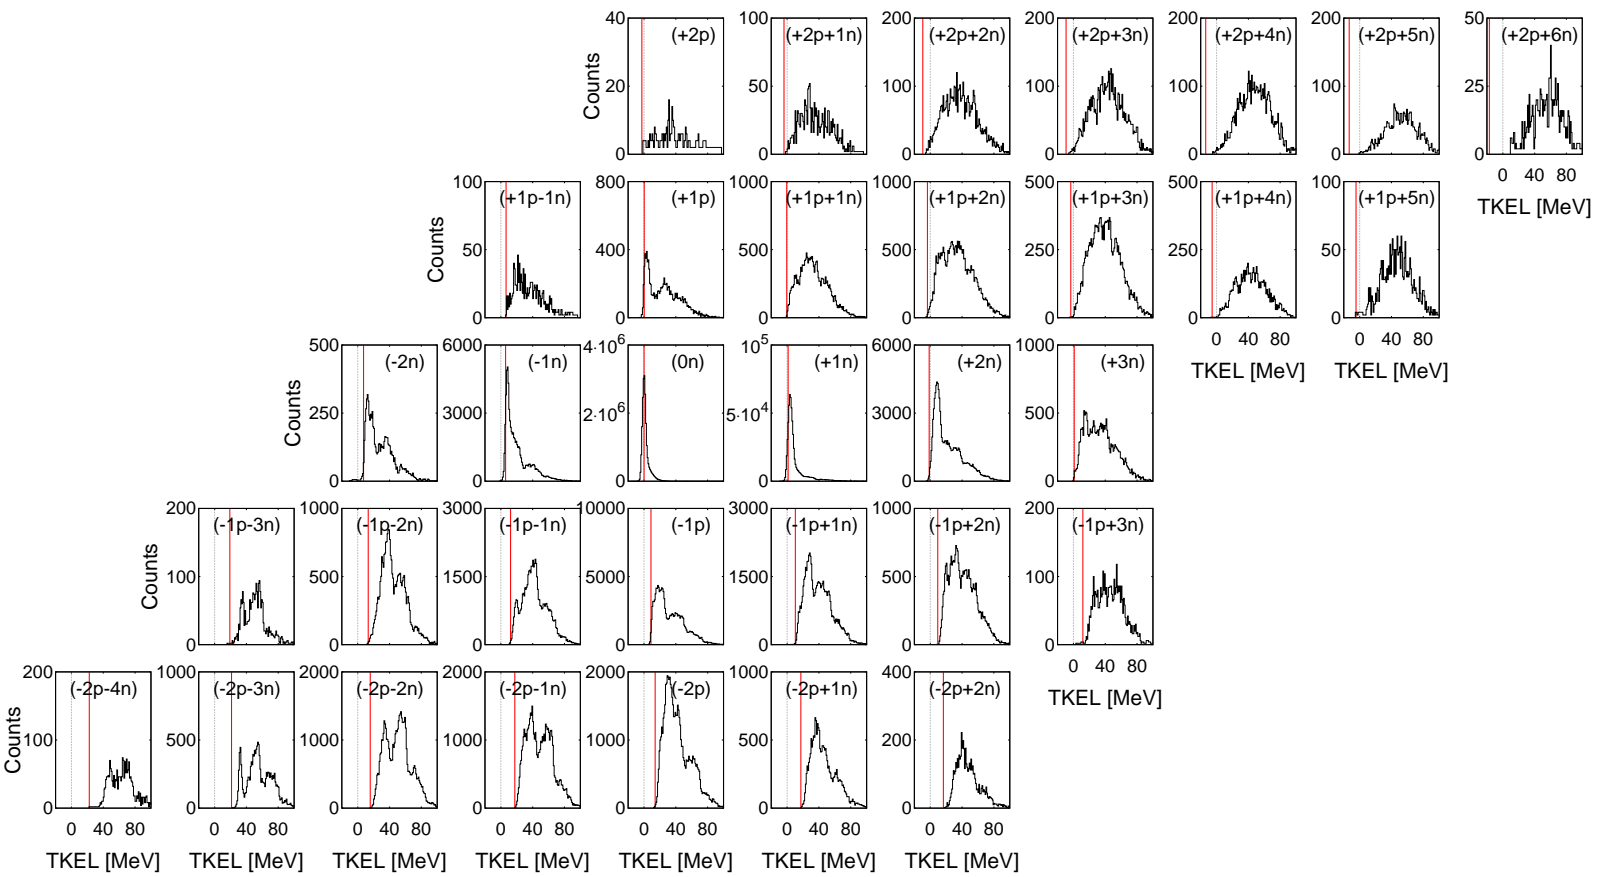 40 100 200 200 200 200 50
(+2p) (+2p+1n) (+2p+2n) (+2p+3n) (+2p+4n) (+2p+5n) (+2p+6n)
Counts
20 50 100 100 100 100 25
0 0 0 0 0 0 0
0 40 80
TKEL [MeV]
100 800 1000 1000 500 500 100
(+1p-1n) (+1p) (+1p+1n) (+1p+2n) (+1p+3n) (+1p+4n) (+1p+5n)
Counts
50 400 500 500 250 250 50
0 0 0 0 0 0 0
0 40 80 0 40 80
TKEL [MeV] TKEL [MeV]
500 6000 4·10⁶ 10⁵ 6000 1000
(-2n) (-1n) (0n) (+1n) (+2n) (+3n)
Counts
250 3000 2·10⁶ 5·10⁴ 3000 500
0 0 0 0 0 0
200 1000 3000 10000 3000 1000 200
(-1p-3n) (-1p-2n) (-1p-1n) (-1p) (-1p+1n) (-1p+2n) (-1p+3n)
Counts
100 500 1500 5000 1500 500 100
0 0 0 0 0 0 0
0 40 80
TKEL [MeV]
200 1000 2000 2000 2000 1000 400
(-2p-4n) (-2p-3n) (-2p-2n) (-2p-1n) (-2p) (-2p+1n) (-2p+2n)
Counts
100 500 1000 1000 1000 500 200
0 0 0 0 0 0 0
0 40 80 0 40 80 0 40 80 0 40 80 0 40 80 0 40 80 0 40 80
TKEL [MeV] TKEL [MeV] TKEL [MeV] TKEL [MeV] TKEL [MeV] TKEL [MeV] TKEL [MeV]